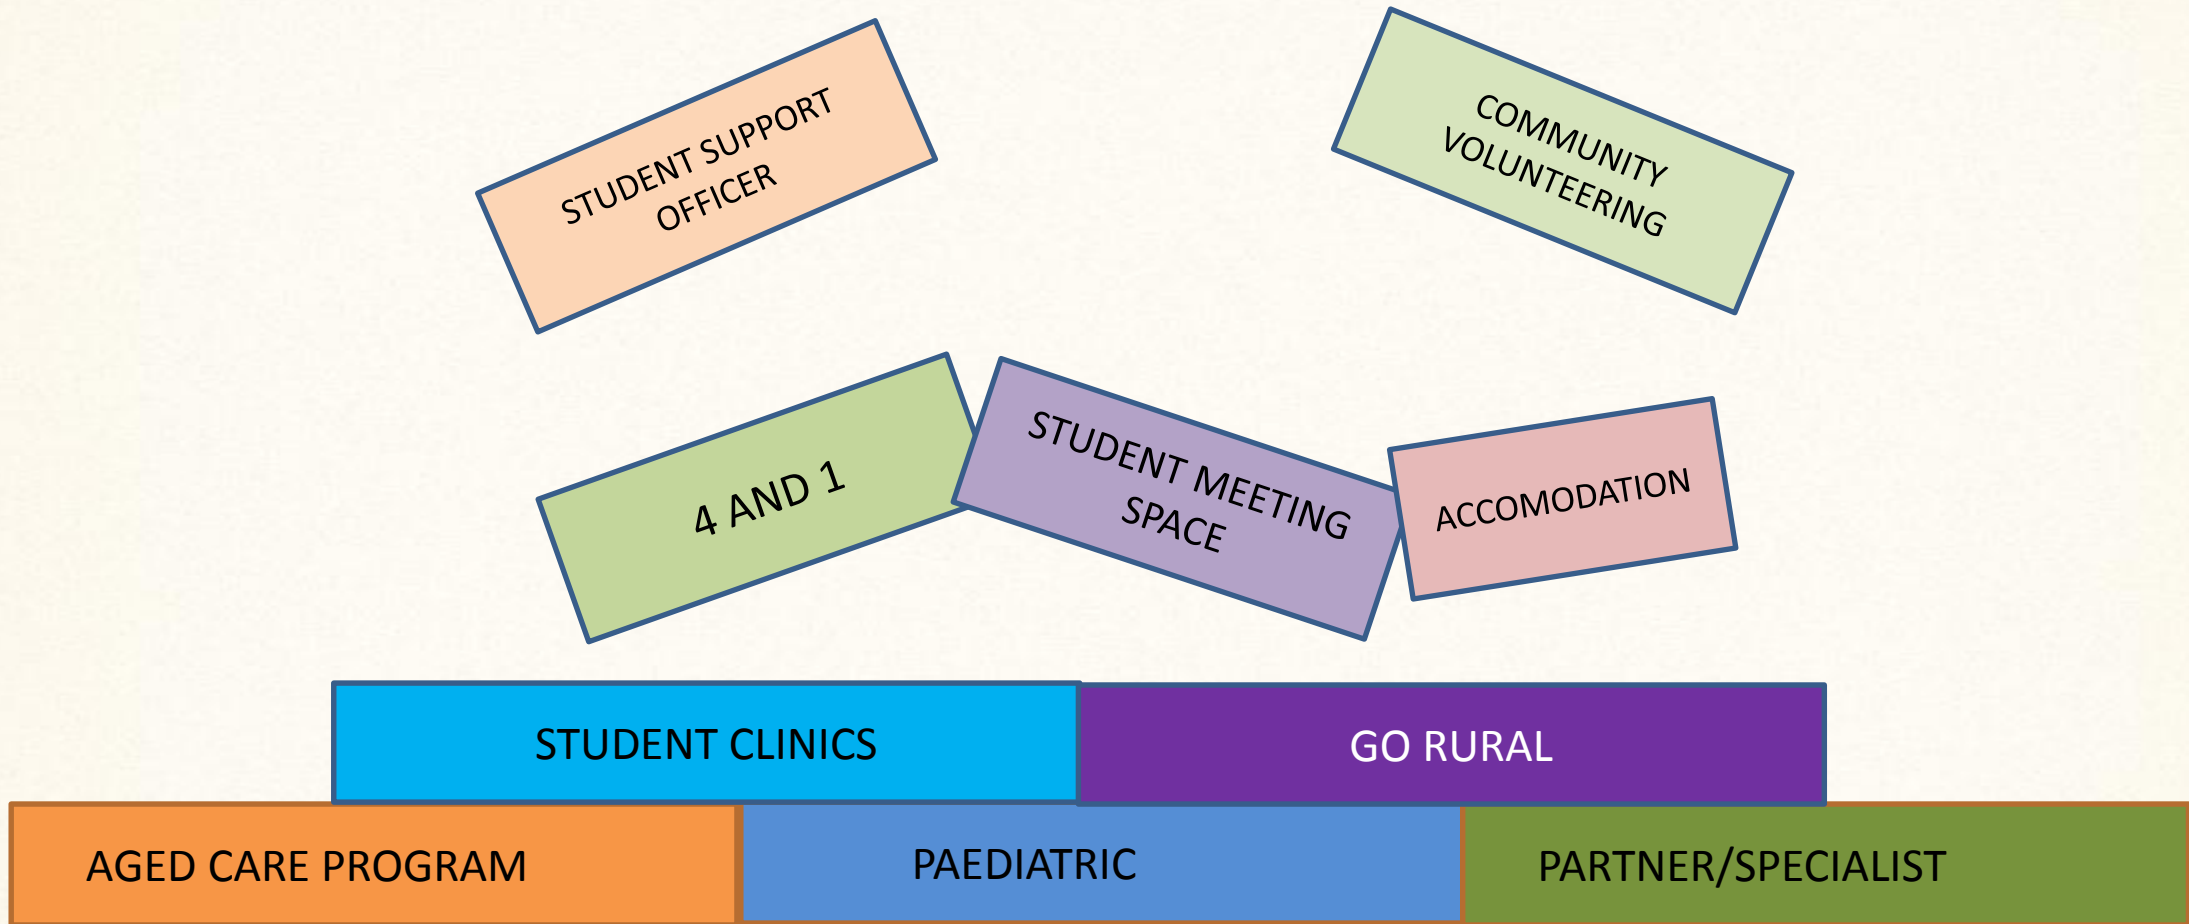 STUDENT SUPPORT
OFFICER
COMMUNITY
VOLUNTEERING
4 AND 1
STUDENT MEETING
SPACE
ACCOMODATION
STUDENT CLINICS
GO RURAL
AGED CARE PROGRAM
PAEDIATRIC
PARTNER/SPECIALIST